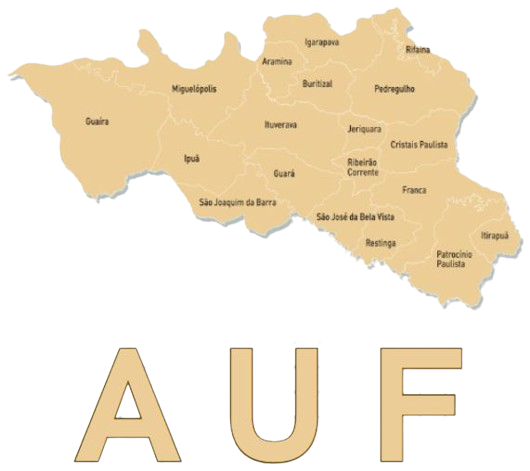 Igarapava
Rifaina
Aramina
Buritizal
Miguelópolis
Pedregulho
Guaíra
Ituverava
Jeriquara
Cristais Paulista
Ipuã
Ribeirão
Corrente
Guará
Franca
São Joaquim da Barra
São José da Bela Vista
Itirapuã
Restinga
Patrocínio
Paulista
A U F